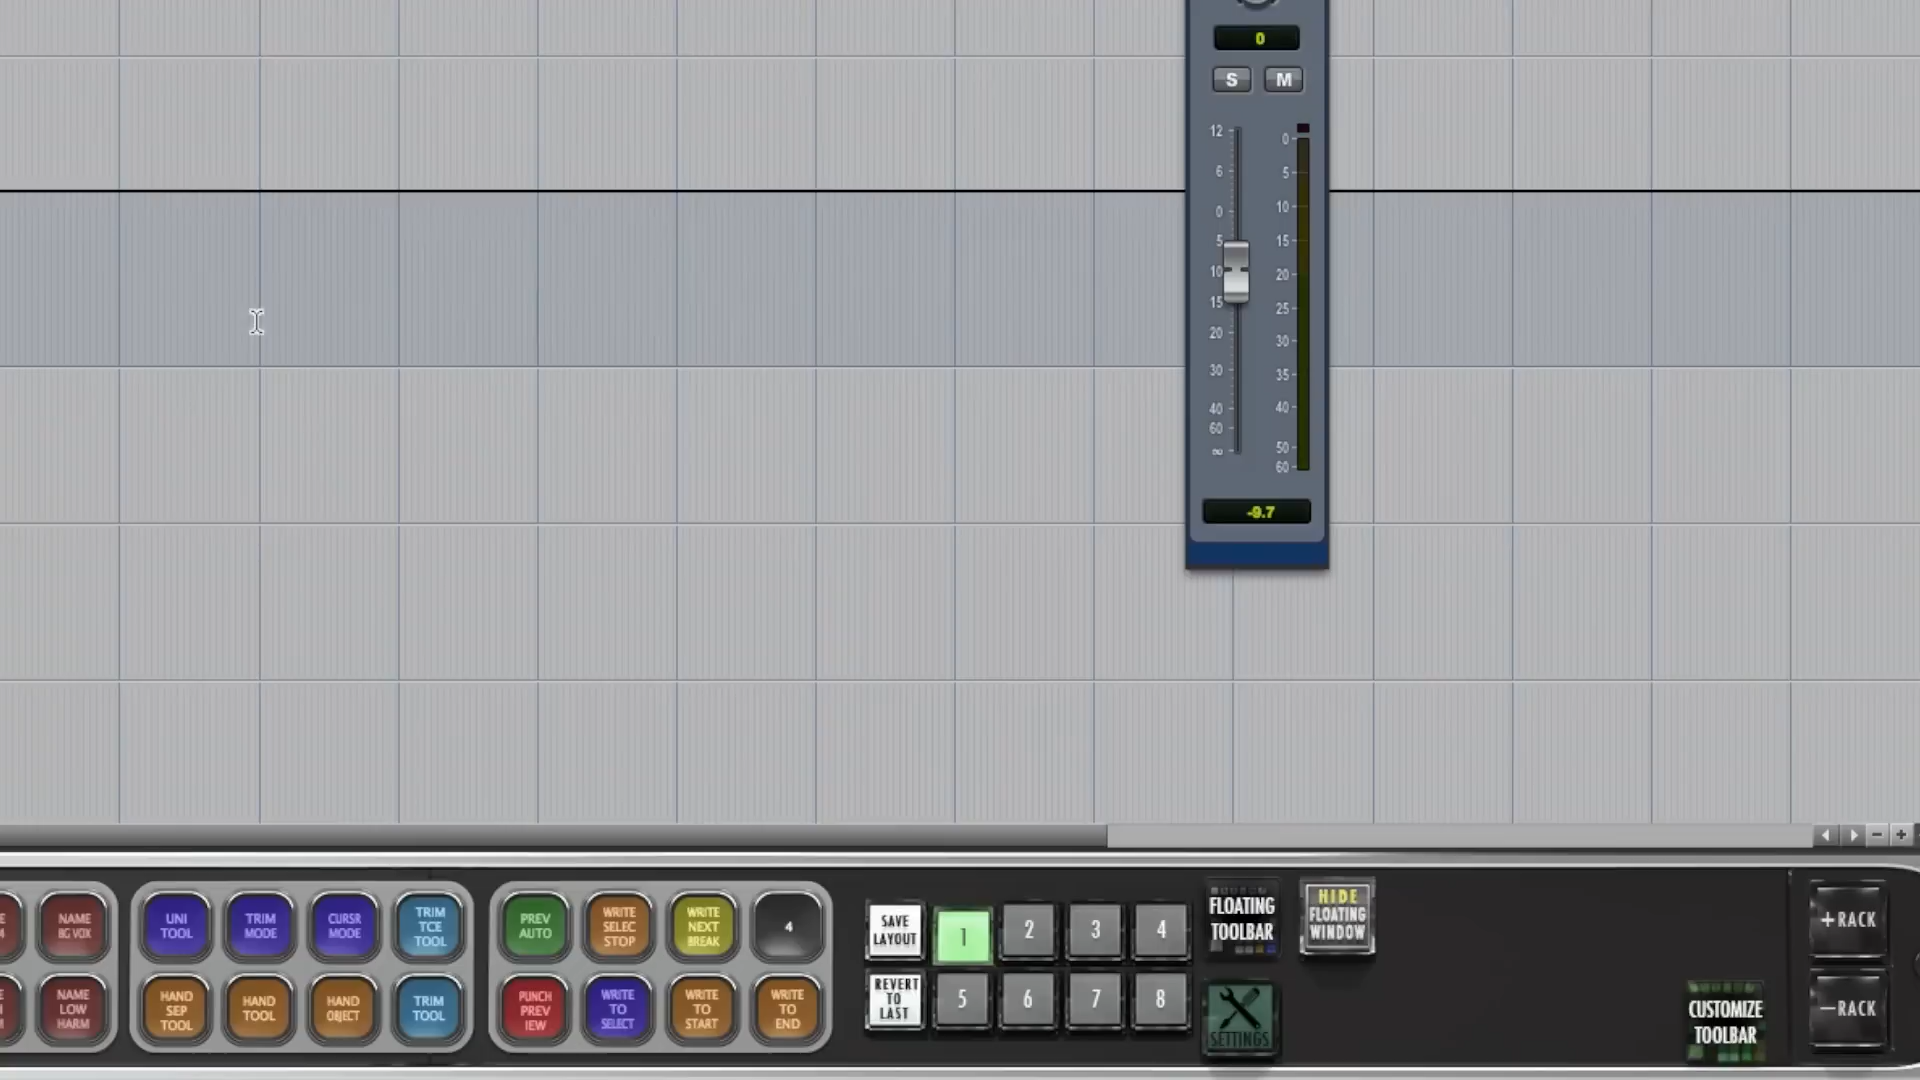 0
S M
12
6
0
5
10
15
20
30
40
60
∞
0
5
10
15
20
25
30
35
40
50
60
-9.7
NAME
BG VOX
UNI
TOOL
TRIM
MODE
CURSR
MODE
TRIM
TCE
TOOL
NAME
LOW
HARM
HAND
SEP
TOOL
HAND
TOOL
HAND
OBJECT
TRIM
TOOL
PREV
AUTO
WRITE
SELEC
STOP
WRITE
NEXT
BREAK
4
PUNCH
PREV
IEW
WRITE
TO
SELECT
WRITE
TO
START
WRITE
TO
END
SAVE
LAYOUT
1 2 3 4
REVERT
TO
LAST
5 6 7 8
FLOATING
TOOLBAR
HIDE
FLOATING
WINDOW
SETTINGS
CUSTOMIZE
TOOLBAR
+RACK
−RACK